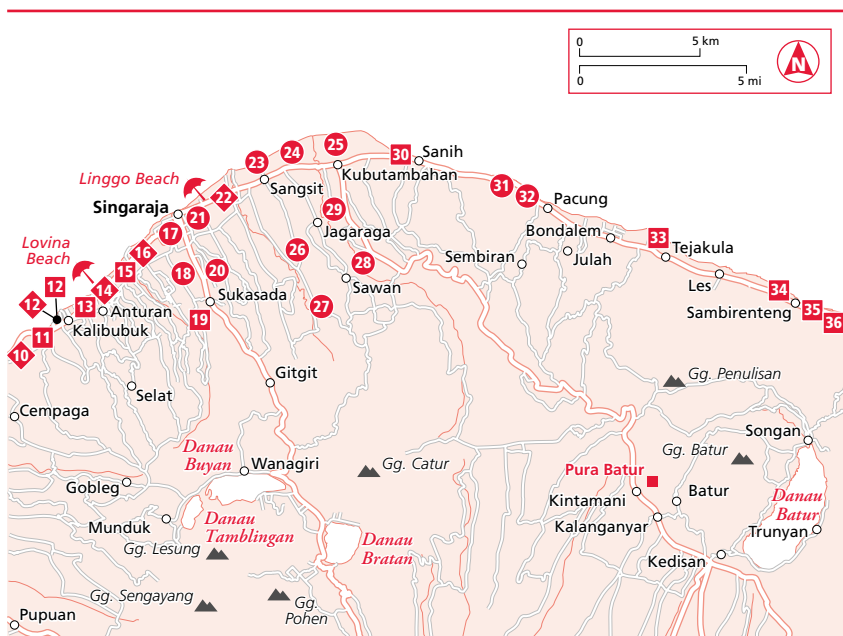 0
5 km
0
5 mi
N
30
Sanih
25
24
23
Kubutambahan
Linggo Beach
22
Sangsit
31
32
Pacung
Singaraja
21
29
Jagaraga
17
Bondalem
33
Lovina
Beach
16
26
Sembiran
Julah
Tejakula
15
18
20
28
Les
12
14
Sukasada
Sawan
34
12
13
Anturan
19
27
Sambirenteng
35
36
11
Kalibubuk
10
Gitgit
Gg. Penulisan
Selat
Cempaga
Songan
Danau
Buyan
Gg. Batur
Wanagiri
Gg. Catur
Pura Batur
Gobleg
Kintamani
Batur
Danau
Batur
Munduk
Danau
Tamblingan
Kalanganyar
Trunyan
Gg. Lesung
Danau
Bratan
Kedisan
Gg. Sengayang
Gg.
Pohen
Pupuan